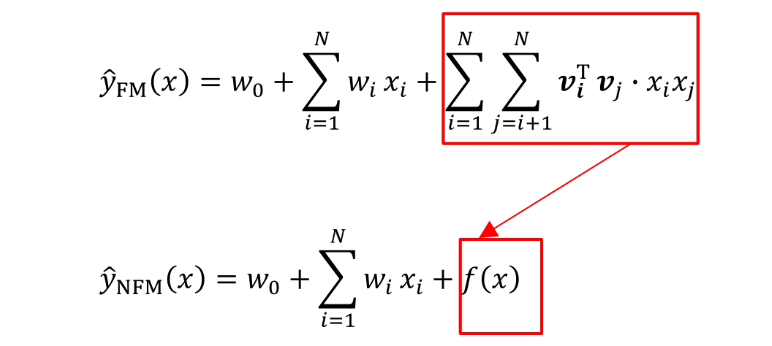 ŷ_FM(x) = w_0 + ∑_{i=1}^{N} w_i x_i + ∑_{i=1}^{N} ∑_{j=i+1}^{N} 𝒗_𝒊^T 𝒗_j · x_i x_j
ŷ_NFM(x) = w_0 + ∑_{i=1}^{N} w_i x_i + f(x)